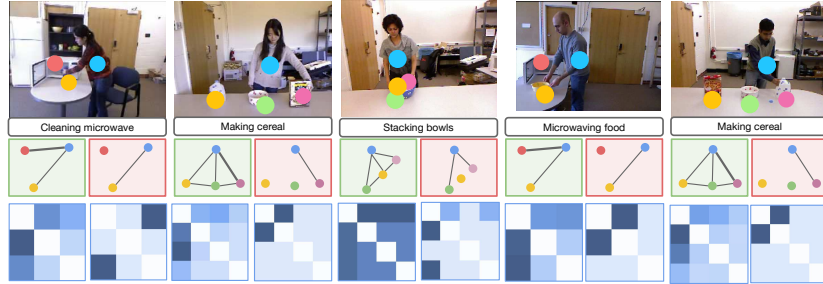 Cleaning microwave
Making cereal
Stacking bowls
Microwaving food
Making cereal